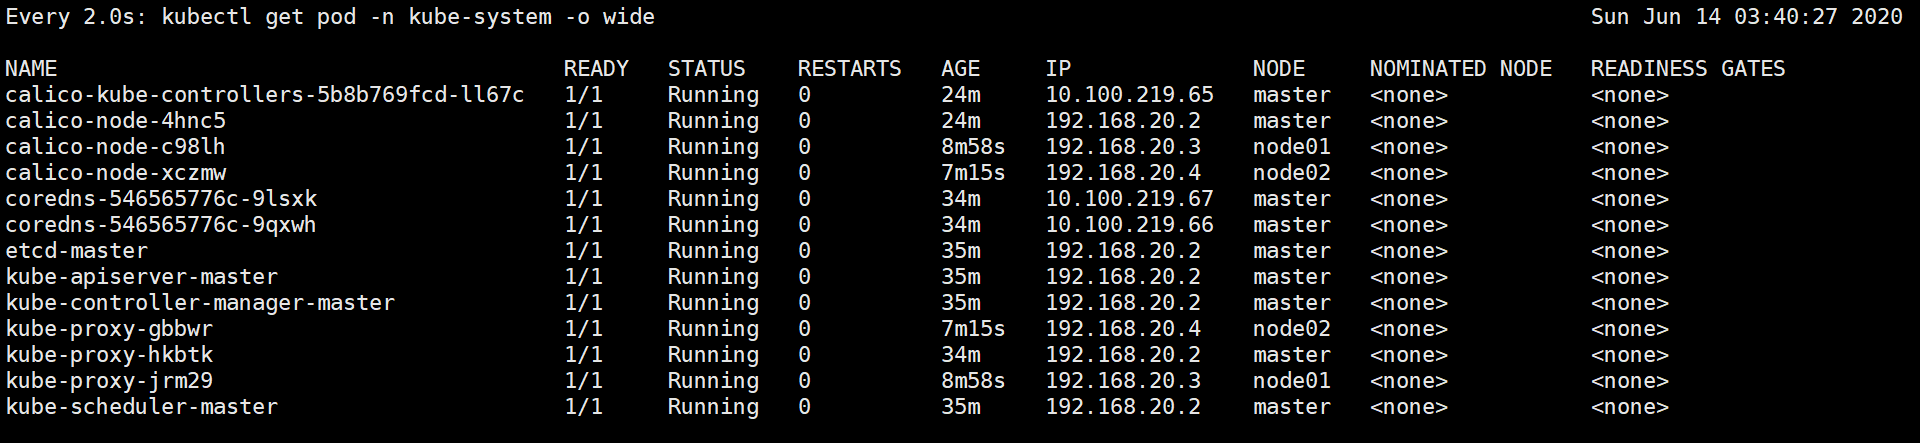 Every 2.0s: kubectl get pod -n kube-system -o wide Sun Jun 14 03:40:27 2020
NAME READY STATUS RESTARTS AGE IP NODE NOMINATED NODE READINESS GATES
calico-kube-controllers-5b8b769fcd-ll67c 1/1 Running 0 24m 10.100.219.65 master <none> <none>
calico-node-4hnc5 1/1 Running 0 24m 192.168.20.2 master <none> <none>
calico-node-c98lh 1/1 Running 0 8m58s 192.168.20.3 node01 <none> <none>
calico-node-xczmw 1/1 Running 0 7m15s 192.168.20.4 node02 <none> <none>
coredns-546565776c-9lsxk 1/1 Running 0 34m 10.100.219.67 master <none> <none>
coredns-546565776c-9qxwh 1/1 Running 0 34m 10.100.219.66 master <none> <none>
etcd-master 1/1 Running 0 35m 192.168.20.2 master <none> <none>
kube-apiserver-master 1/1 Running 0 35m 192.168.20.2 master <none> <none>
kube-controller-manager-master 1/1 Running 0 35m 192.168.20.2 master <none> <none>
kube-proxy-gbbwr 1/1 Running 0 7m15s 192.168.20.4 node02 <none> <none>
kube-proxy-hkbtk 1/1 Running 0 34m 192.168.20.2 master <none> <none>
kube-proxy-jrm29 1/1 Running 0 8m58s 192.168.20.3 node01 <none> <none>
kube-scheduler-master 1/1 Running 0 35m 192.168.20.2 master <none> <none>